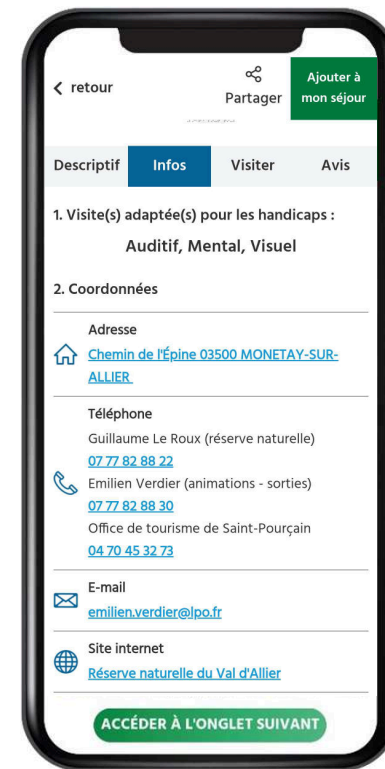 retour
Partager
Ajouter à
mon séjour
Descriptif Infos Visiter Avis
1. Visite(s) adaptée(s) pour les handicaps :
Auditif, Mental, Visuel
2. Coordonnées
Adresse
Chemin de l'Épine 03500 MONETAY-SUR-
ALLIER
Téléphone
Guillaume Le Roux (réserve naturelle)
07 77 82 88 22
Emilien Verdier (animations - sorties)
07 77 82 88 30
Office de tourisme de Saint-Pourçain
04 70 45 32 73
E-mail
emilien.verdier@lpo.fr
Site internet
Réserve naturelle du Val d'Allier
ACCÉDER À L'ONGLET SUIVANT